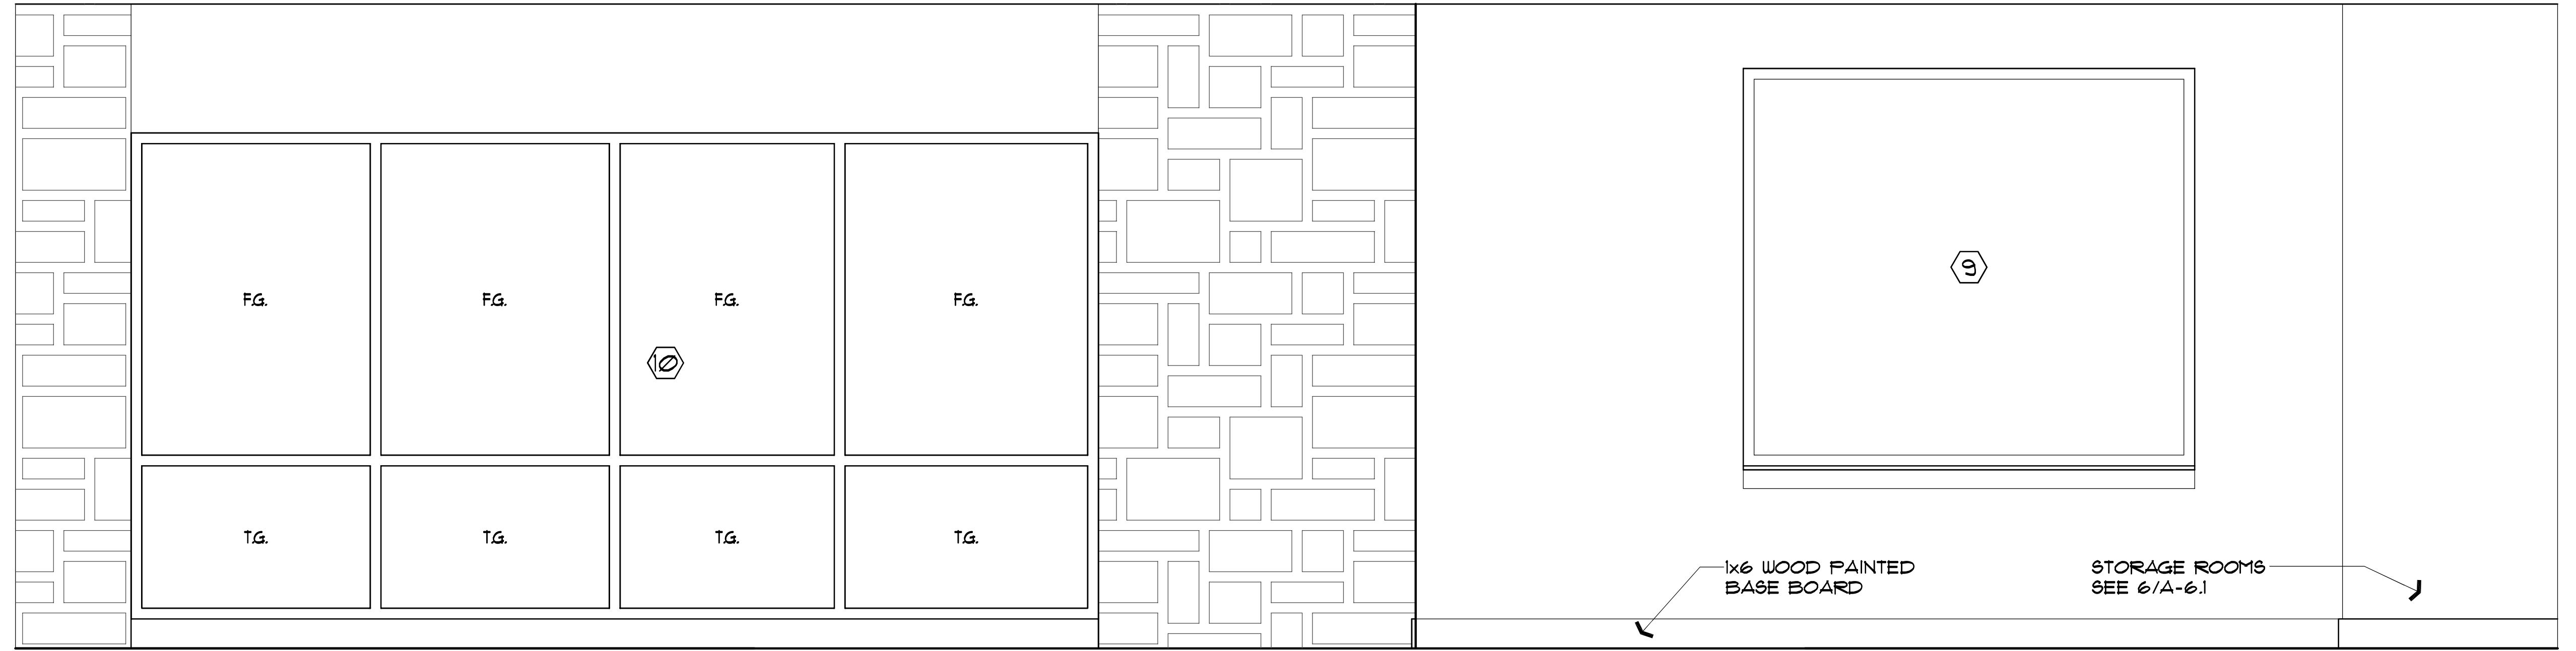 F.G.
F.G.
F.G.
F.G.
10
9
T.G.
T.G.
T.G.
T.G.
1x6 WOOD PAINTED
BASE BOARD
STORAGE ROOMS
SEE 6/A-6.1